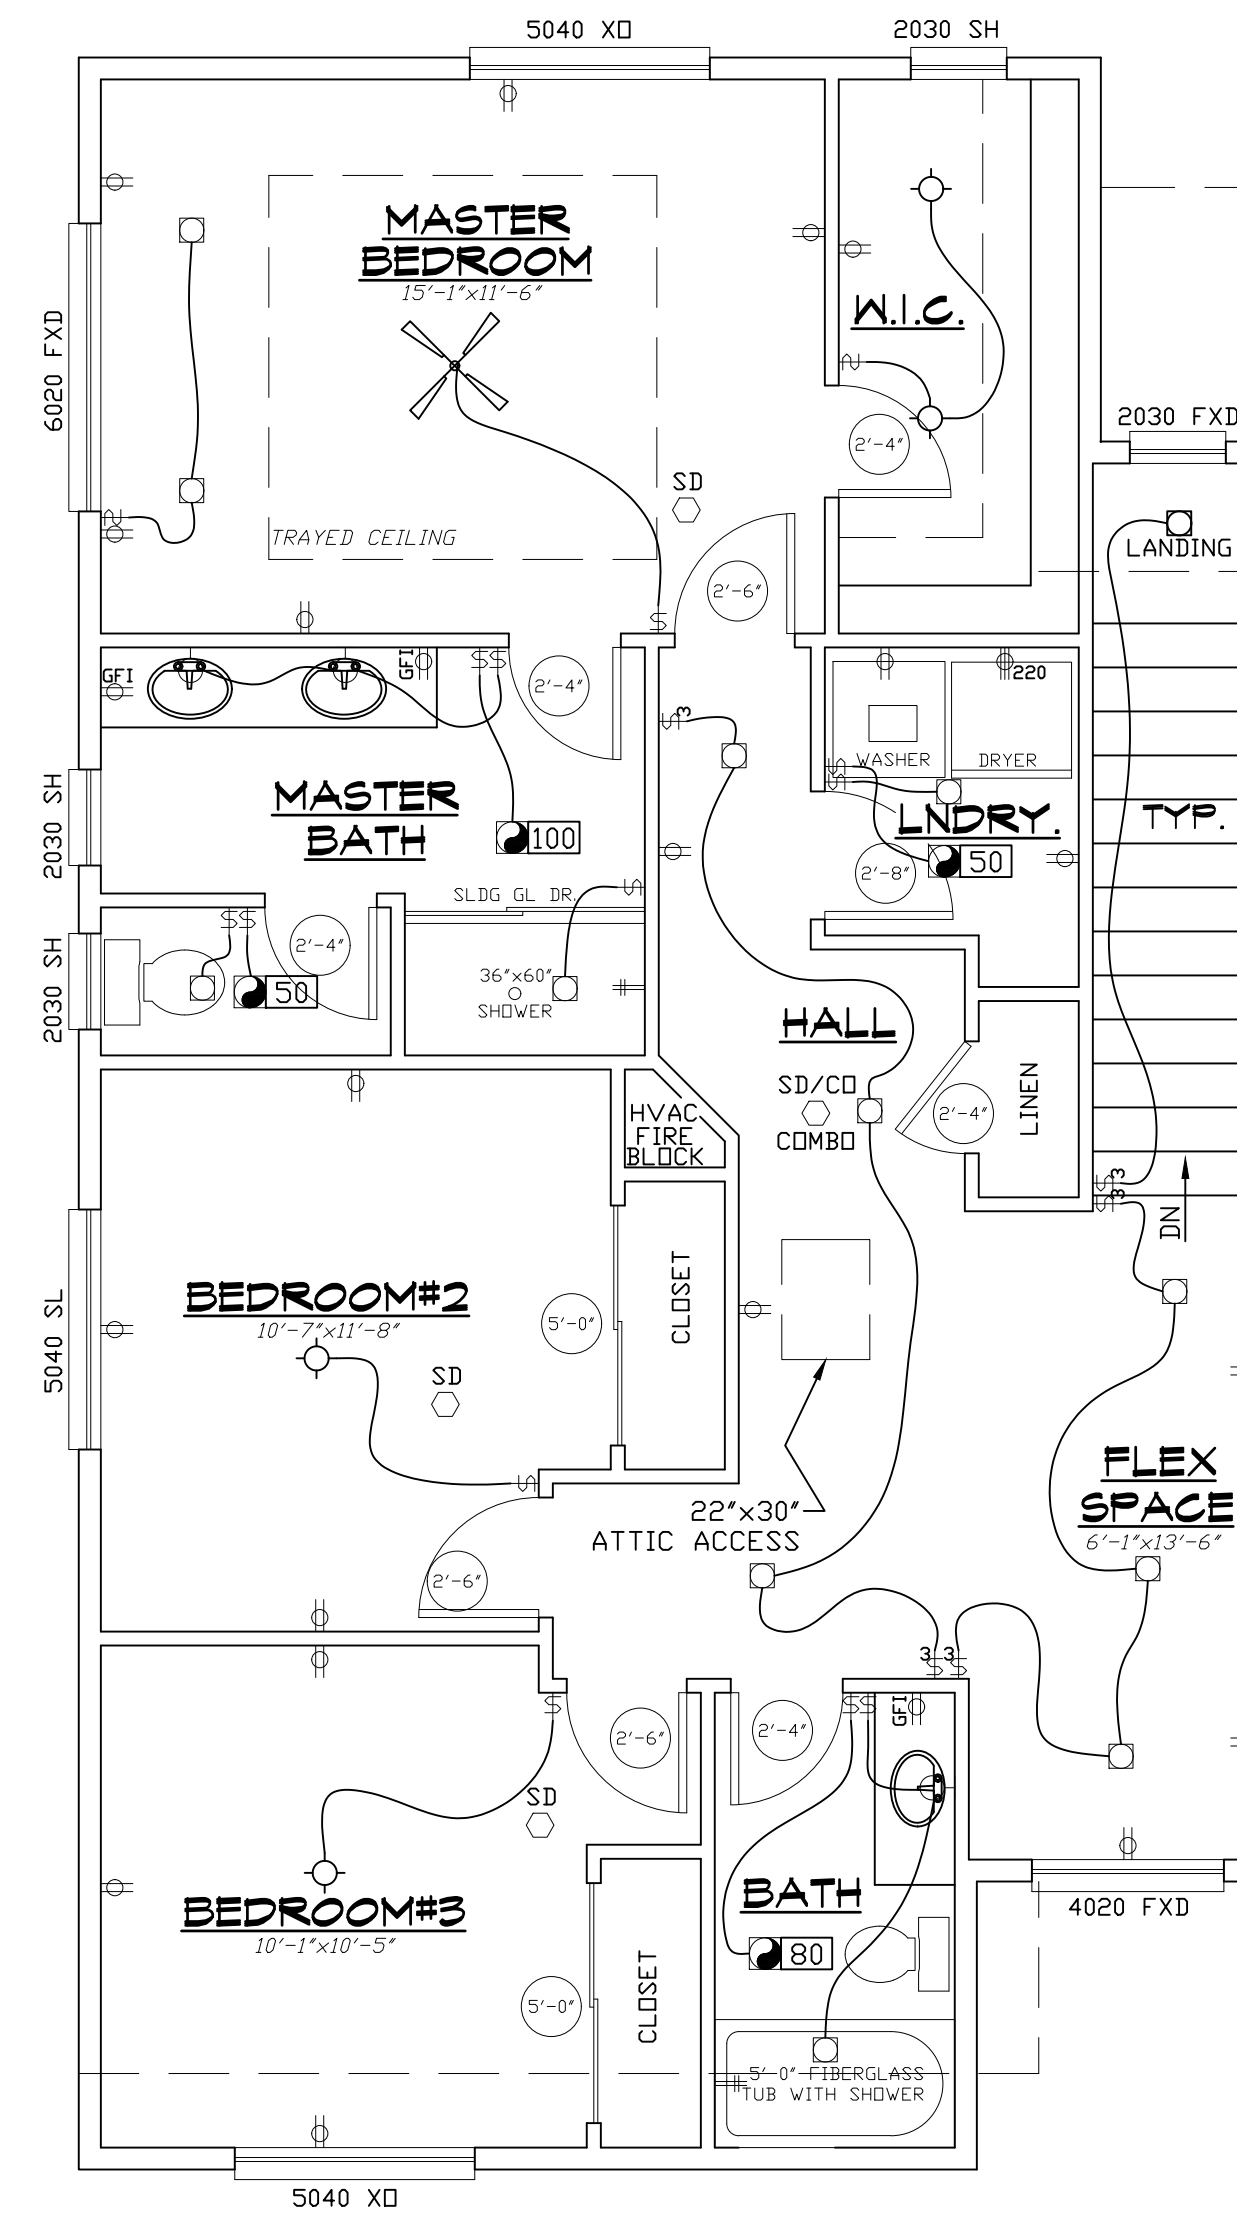 5040 XO
2030 SH
MASTER
BEDROOM
15'-1"x11'-6"
W.I.C.
6020 FXD
2'-4"
2030 FXD
SD
TRAYED CEILING
LANDING
2'-6"
GFI
GFI
2'-4"
220
3
WASHER
DRYER
2030 SH
MASTER
BATH
100
LNDRY.
TYP.
50
2'-8"
SLDG GL DR.
2030 SH
2'-4"
50
36"x60"
SHOWER
HALL
SD/CO
COMBO
2'-4"
LINEN
HVAC
FIRE
BLOCK
3
3
DN
CLOSET
5040 SL
BEDROOM#2
10'-7"x11'-8"
5'-0"
SD
FLEX
SPACE
6'-1"x13'-6"
22"x30"
ATTIC ACCESS
2'-6"
3
3
2'-6"
2'-4"
GFI
SD
BEDROOM#3
10'-1"x10'-5"
BATH
80
4020 FXD
5'-0"
CLOSET
5'-0" FIBERGLASS
TUB WITH SHOWER
5040 XO